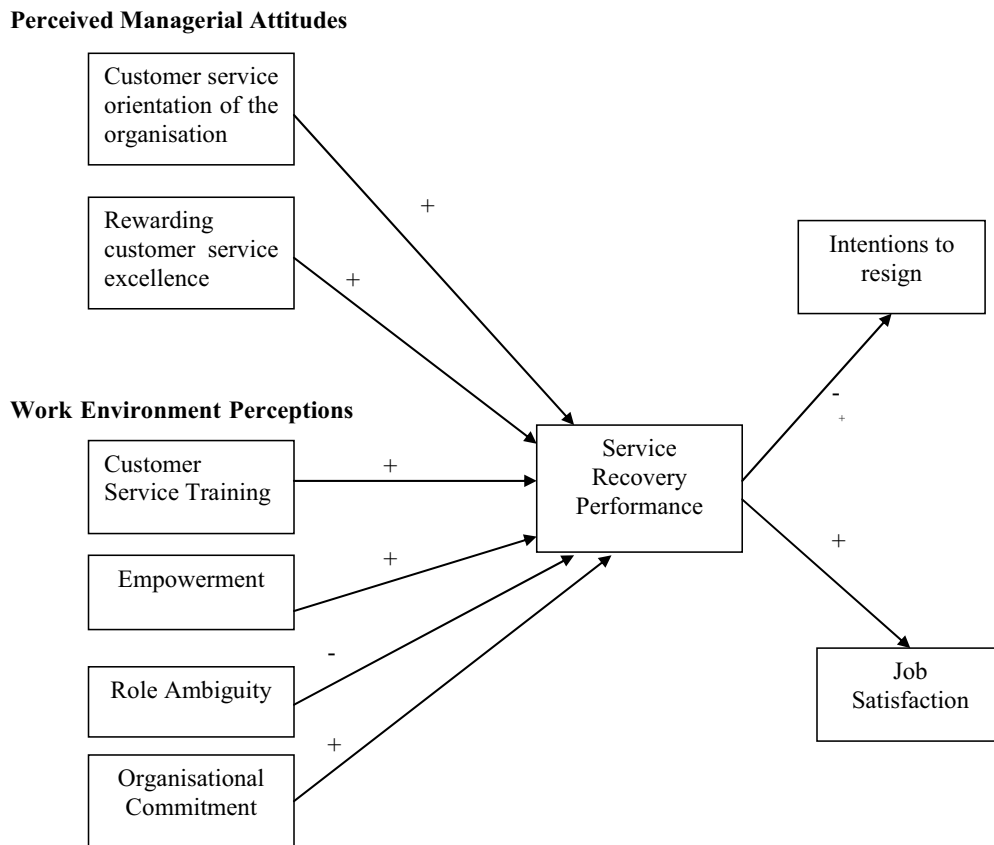 Perceived Managerial Attitudes
Customer service
orientation of the
organisation
+
Rewarding
customer service
excellence
+
Intentions to
resign
Work Environment Perceptions
-
+
Customer
Service Training
+
Service
Recovery
Performance
Empowerment
+
+
Role Ambiguity
-
Job
Satisfaction
+
Organisational
Commitment